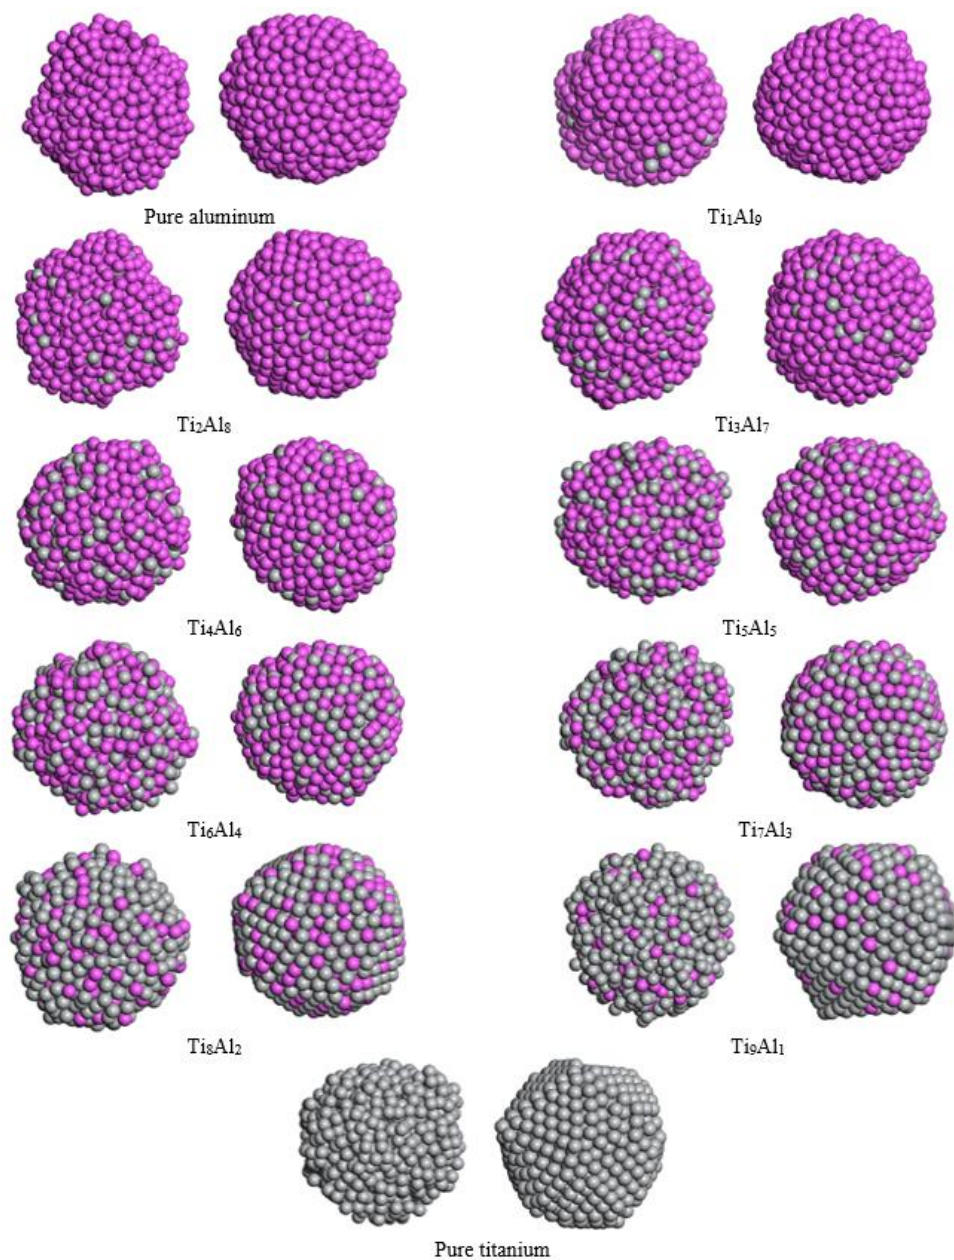 Pure aluminum
Ti₁Al₉
Ti₂Al₈
Ti₃Al₇
Ti₄Al₆
Ti₅Al₅
Ti₆Al₄
Ti₇Al₃
Ti₈Al₂
Ti₉Al₁
Pure titanium